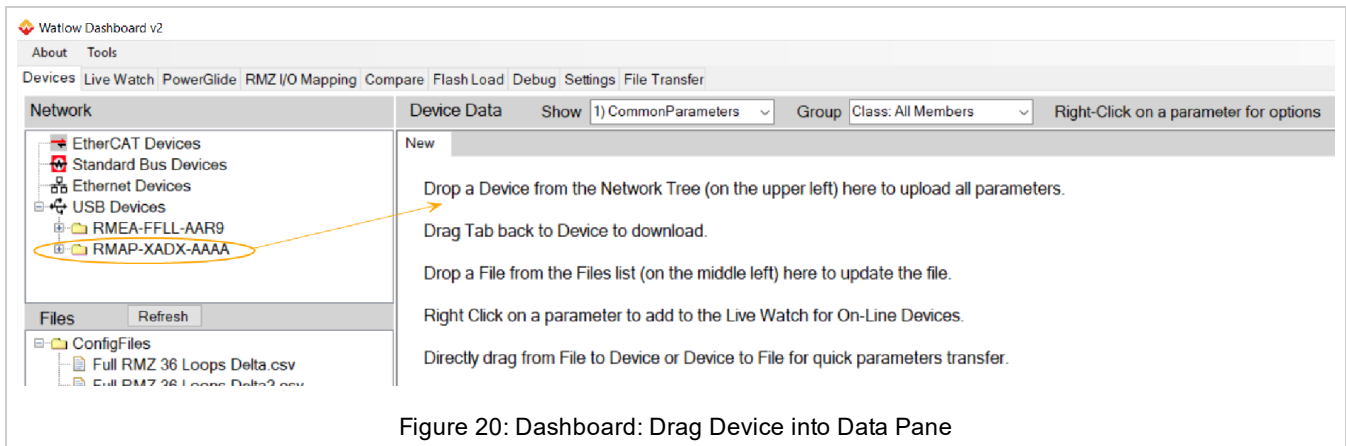 Watlow Dashboard v2
About Tools
Devices Live Watch PowerGlide RMZ I/O Mapping Compare Flash Load Debug Settings File Transfer
Network
Device Data Show 1) CommonParameters Group Class: All Members Right-Click on a parameter for options
EtherCAT Devices
Standard Bus Devices
Ethernet Devices
USB Devices
RMEA-FFLL-AAR9
RMAP-XADX-AAAA
New
Drop a Device from the Network Tree (on the upper left) here to upload all parameters.
Drag Tab back to Device to download.
Drop a File from the Files list (on the middle left) here to update the file.
Right Click on a parameter to add to the Live Watch for On-Line Devices.
Directly drag from File to Device or Device to File for quick parameters transfer.
Files Refresh
ConfigFiles
Full RMZ 36 Loops Delta.csv
Full RMZ 36 Loops Delta2.csv
Figure 20: Dashboard: Drag Device into Data Pane